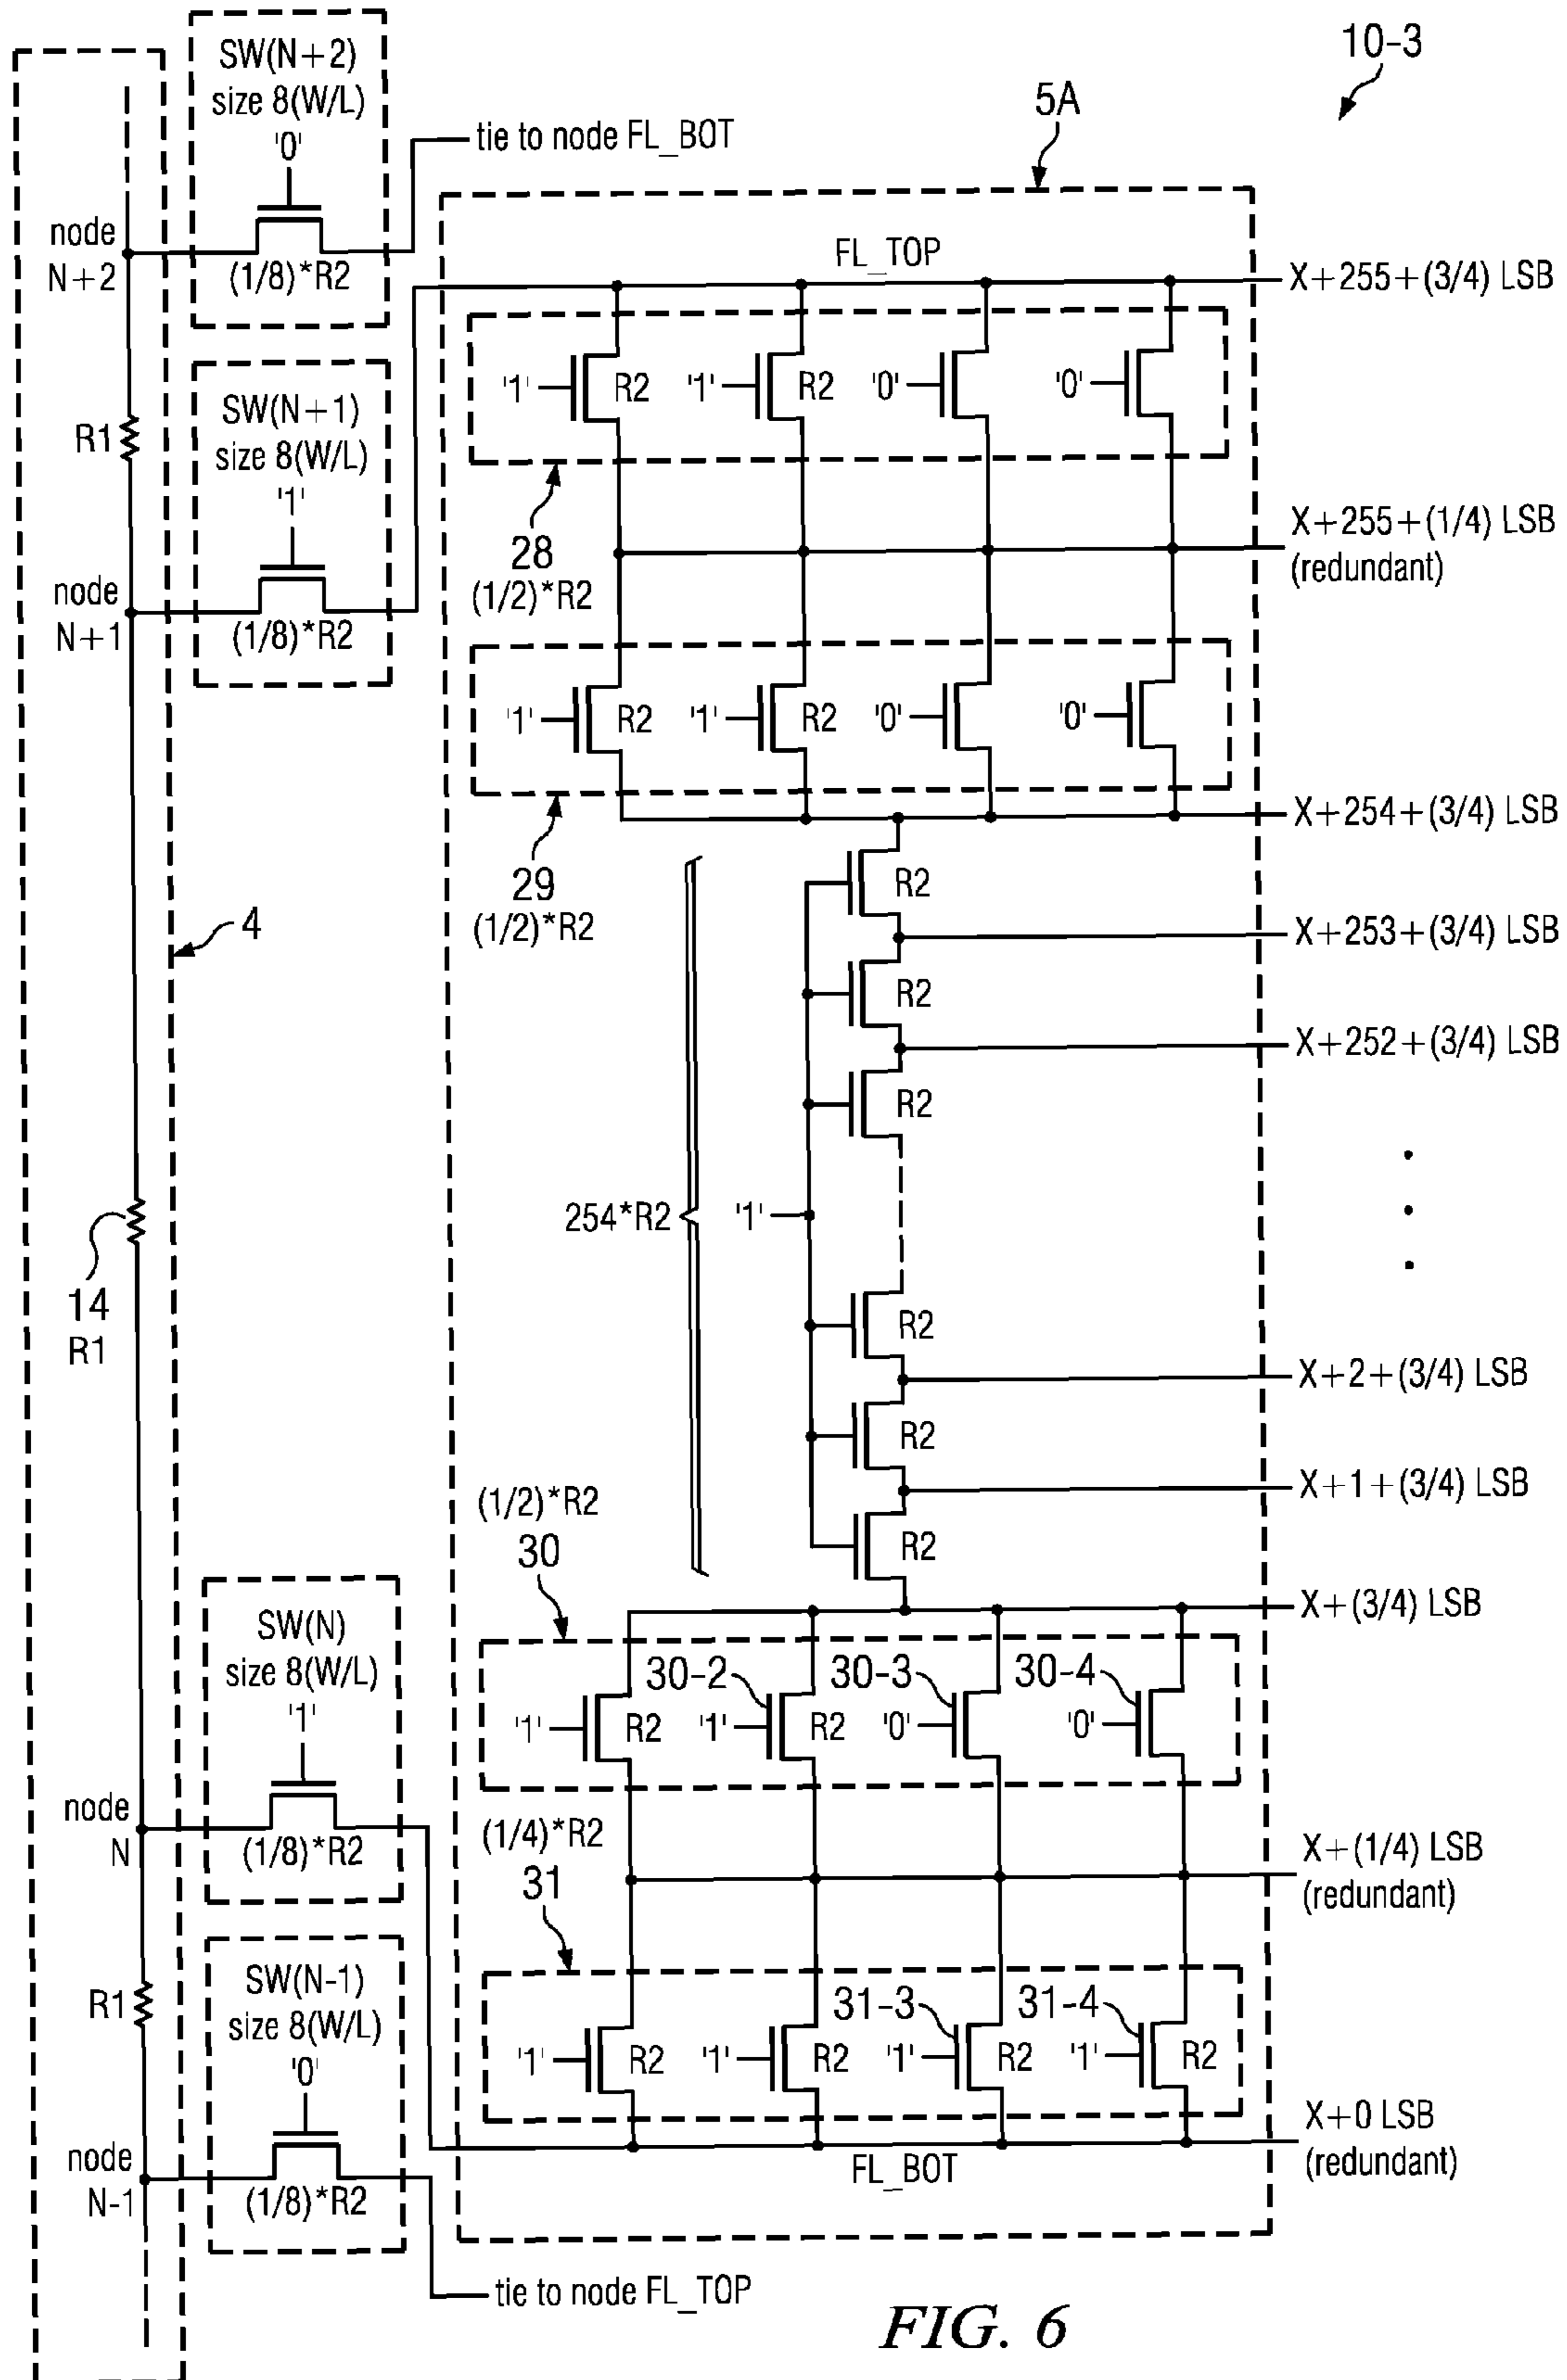 10-3
SW(N+2)
size 8(W/L)
'0'
tie to node FL_BOT
5A
node
N+2
(1/8)*R2
FL_TOP
X+255+(3/4) LSB
'1'
R2
'1'
R2
'0'
'0'
R1
SW(N+1)
size 8(W/L)
'1'
28
(1/2)*R2
X+255+(1/4) LSB
(redundant)
node
N+1
(1/8)*R2
'1'
R2
'1'
R2
'0'
'0'
29
(1/2)*R2
X+254+(3/4) LSB
R2
4
X+253+(3/4) LSB
R2
X+252+(3/4) LSB
R2
254*R2
'1'
14
R1
R2
X+2+(3/4) LSB
R2
X+1+(3/4) LSB
R2
(1/2)*R2
30
X+(3/4) LSB
SW(N)
size 8(W/L)
'1'
30-2
30-3
30-4
'1'
R2
'1'
R2
'0'
'0'
node
N
(1/8)*R2
(1/4)*R2
31
X+(1/4) LSB
(redundant)
R1
SW(N-1)
size 8(W/L)
'0'
31-3
31-4
'1'
R2
'1'
R2
'1'
R2
'1'
R2
X+0 LSB
(redundant)
node
N-1
(1/8)*R2
FL_BOT
tie to node FL_TOP
FIG. 6